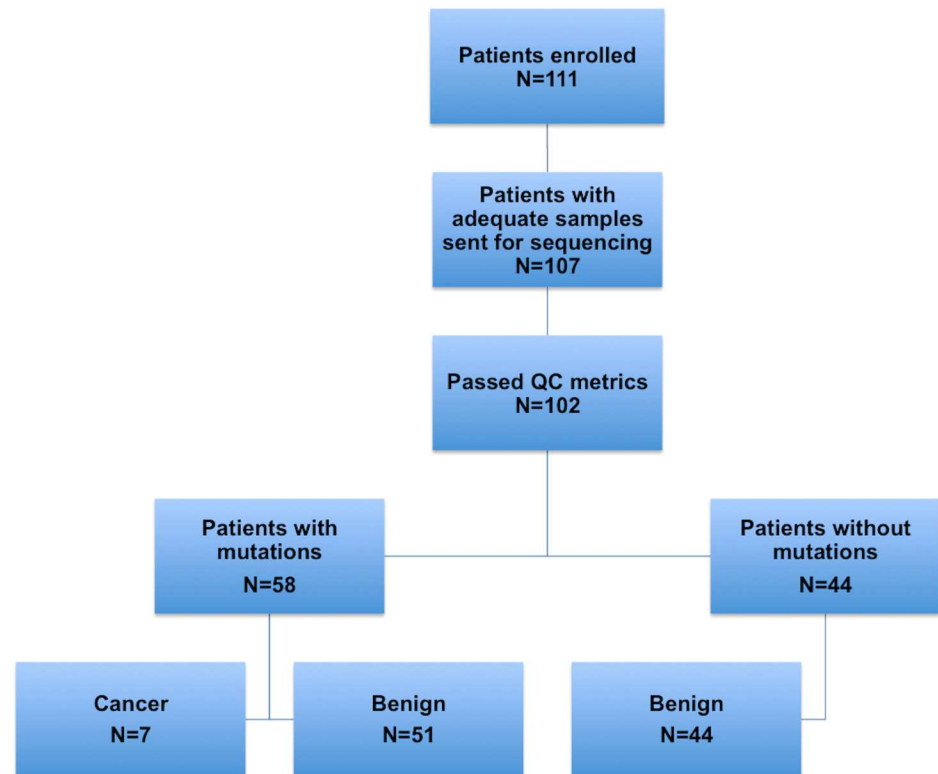 Patients enrolled
N=111
Patients with
adequate samples
sent for sequencing
N=107
Passed QC metrics
N=102
Patients with
mutations
N=58
Patients without
mutations
N=44
Cancer
N=7
Benign
N=51
Benign
N=44